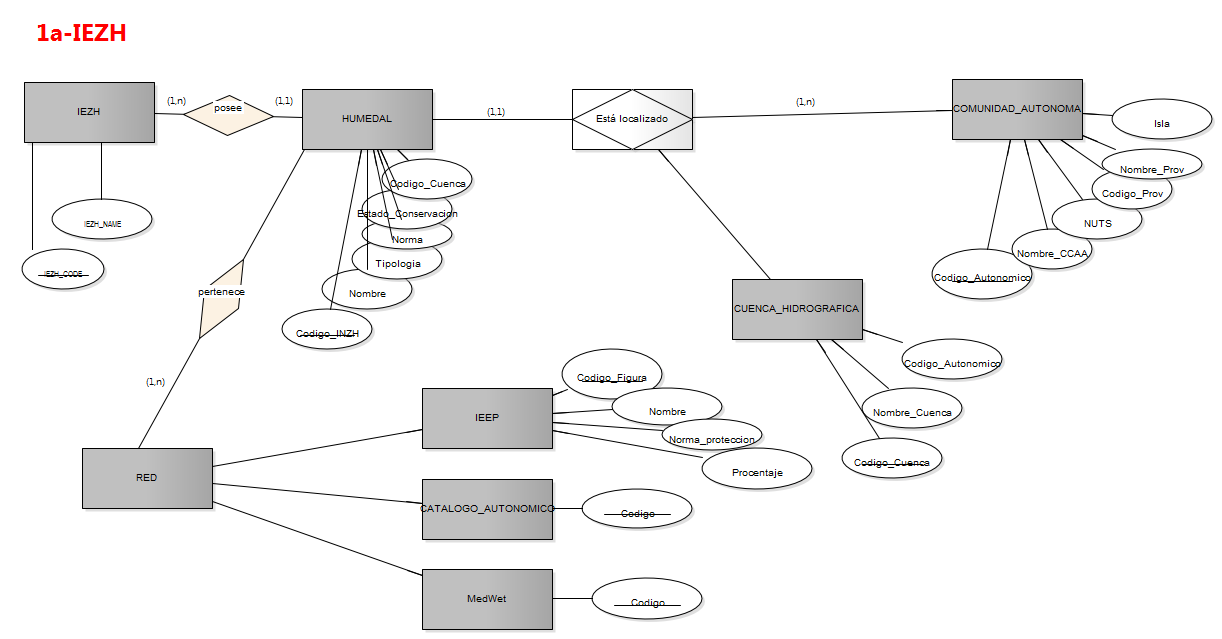 1a-IEZH
IEZH
(1,n)
posee
(1,1)
HUMEDAL
(1,1)
Está localizado
(1,n)
COMUNIDAD_AUTONOMA
Isla
Nombre_Prov
Codigo_Prov
NUTS
Nombre_CCAA
Codigo_Autonomico
Codigo_Cuenca
Estado_Conservacion
Norma
Tipologia
Nombre
Codigo_INZH
IEZH_NAME
IEZH_CODE
pertenece
(1,n)
CUENCA_HIDROGRAFICA
Codigo_Autonomico
Nombre_Cuenca
Codigo_Cuenca
RED
IEEP
Codigo_Figura
Nombre
Norma_proteccion
Procentaje
CATALOGO_AUTONOMICO
Codigo
MedWet
Codigo